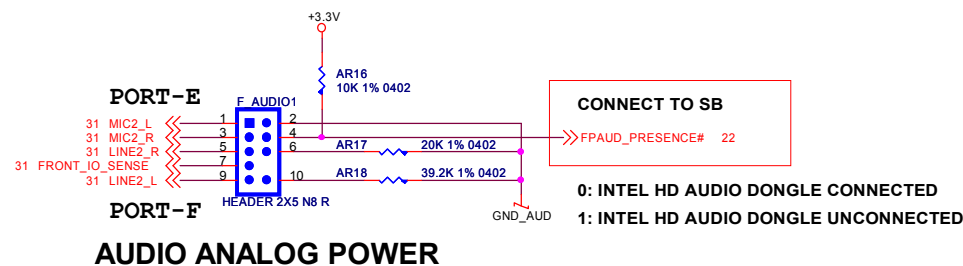 +3.3V
AR16
10K 1% 0402
PORT-E
F_AUDIO1
CONNECT TO SB
31 MIC2_L 1 2
31 MIC2_R 3 4 FPAUD_PRESENCE# 22
31 LINE2_R 5 6 AR17 20K 1% 0402
31 FRONT_IO_SENSE 7
31 LINE2_L 9 10 AR18 39.2K 1% 0402
HEADER 2X5 N8 R
PORT-F
GND_AUD
0: INTEL HD AUDIO DONGLE CONNECTED
1: INTEL HD AUDIO DONGLE UNCONNECTED
AUDIO ANALOG POWER